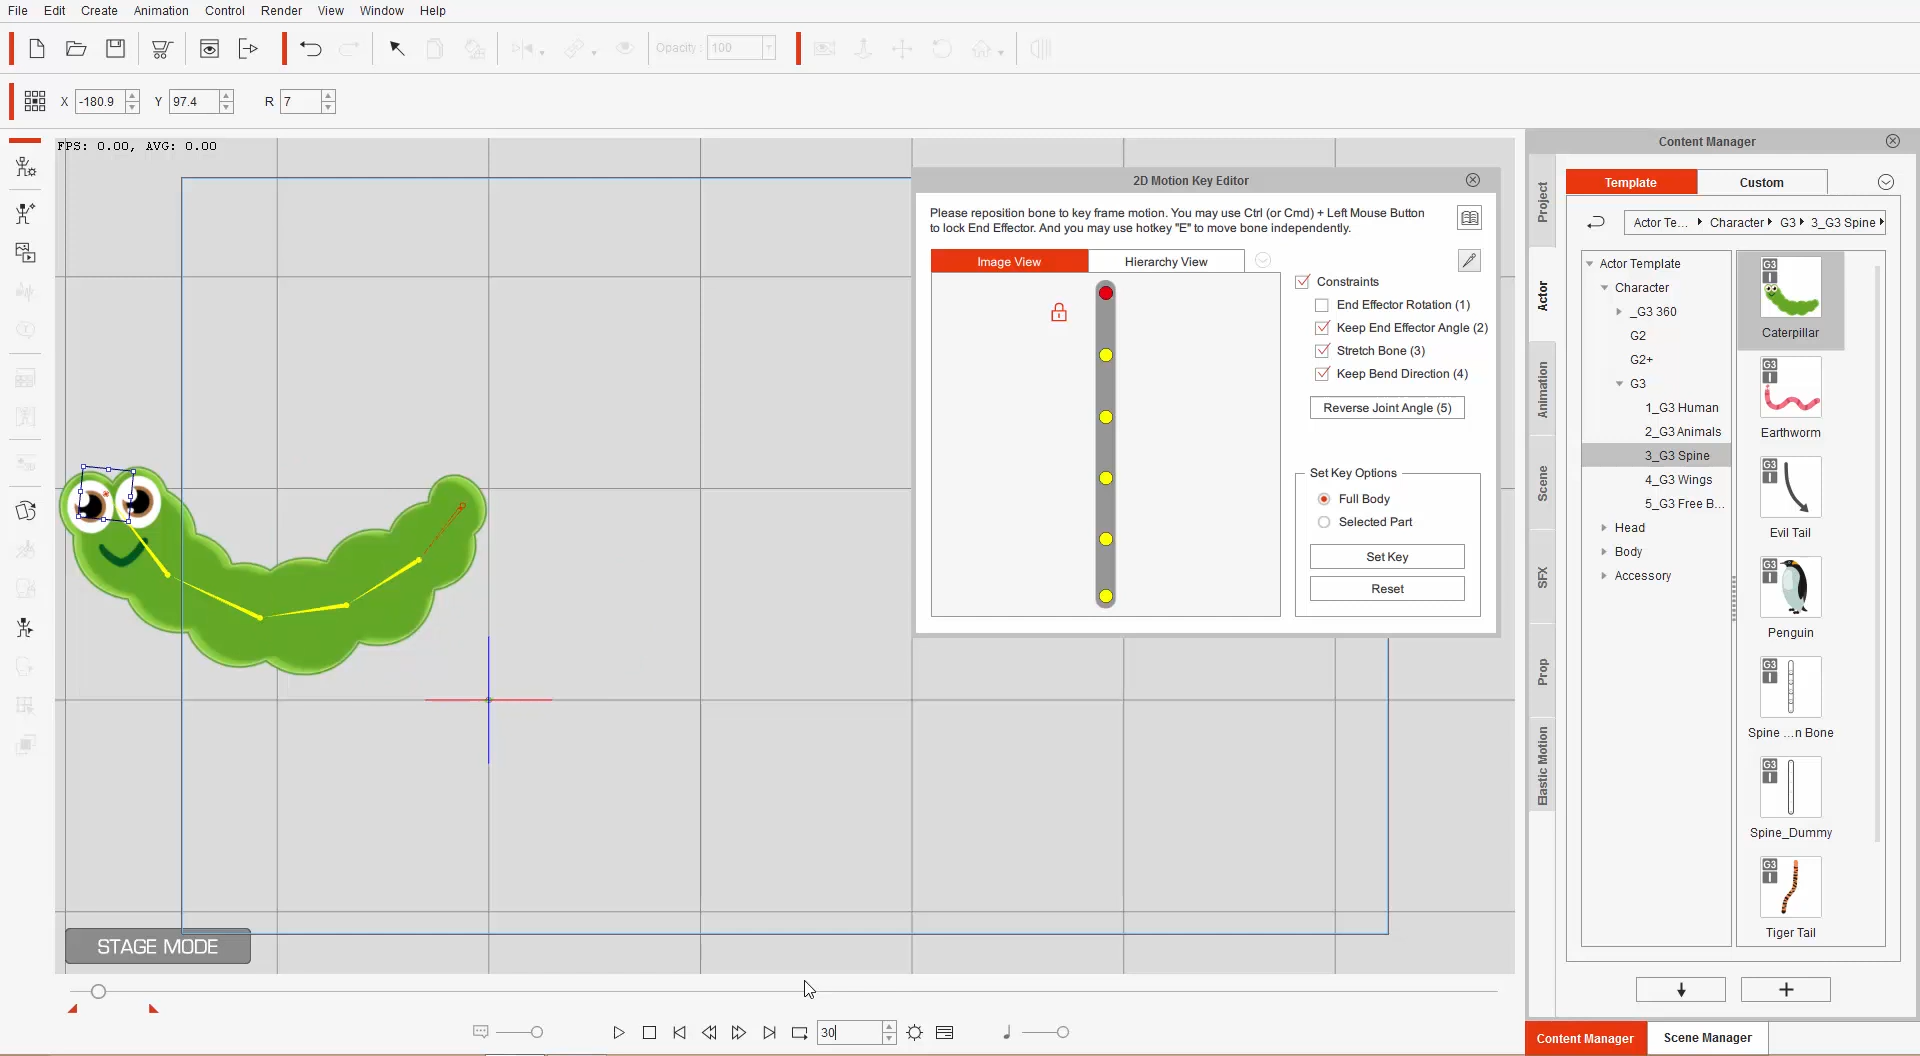 File Edit Create Animation Control Render View Window Help
Opacity : 100
X -180.9 Y 97.4 R 7
FPS: 0.00, AVG: 0.00
STAGE MODE
30
2D Motion Key Editor
Please reposition bone to key frame motion. You may use Ctrl (or Cmd) + Left Mouse Button
to lock End Effector. And you may use hotkey "E" to move bone independently.
Image View Hierarchy View
Constraints
End Effector Rotation (1)
Keep End Effector Angle (2)
Stretch Bone (3)
Keep Bend Direction (4)
Reverse Joint Angle (5)
Set Key Options
Full Body
Selected Part
Set Key
Reset
Content Manager
Project
Actor
Animation
Scene
SFX
Prop
Elastic Motion
Template Custom
Actor Te... Character G3 3_G3 Spine
Actor Template
Character
_G3 360
G2
G2+
G3
1_G3 Human
2_G3 Animals
3_G3 Spine
4_G3 Wings
5_G3 Free B...
Head
Body
Accessory
G3
Caterpillar
G3
Earthworm
G3
Evil Tail
G3
Penguin
G3
Spine ...n Bone
G3
Spine_Dummy
G3
Tiger Tail
Content Manager Scene Manager